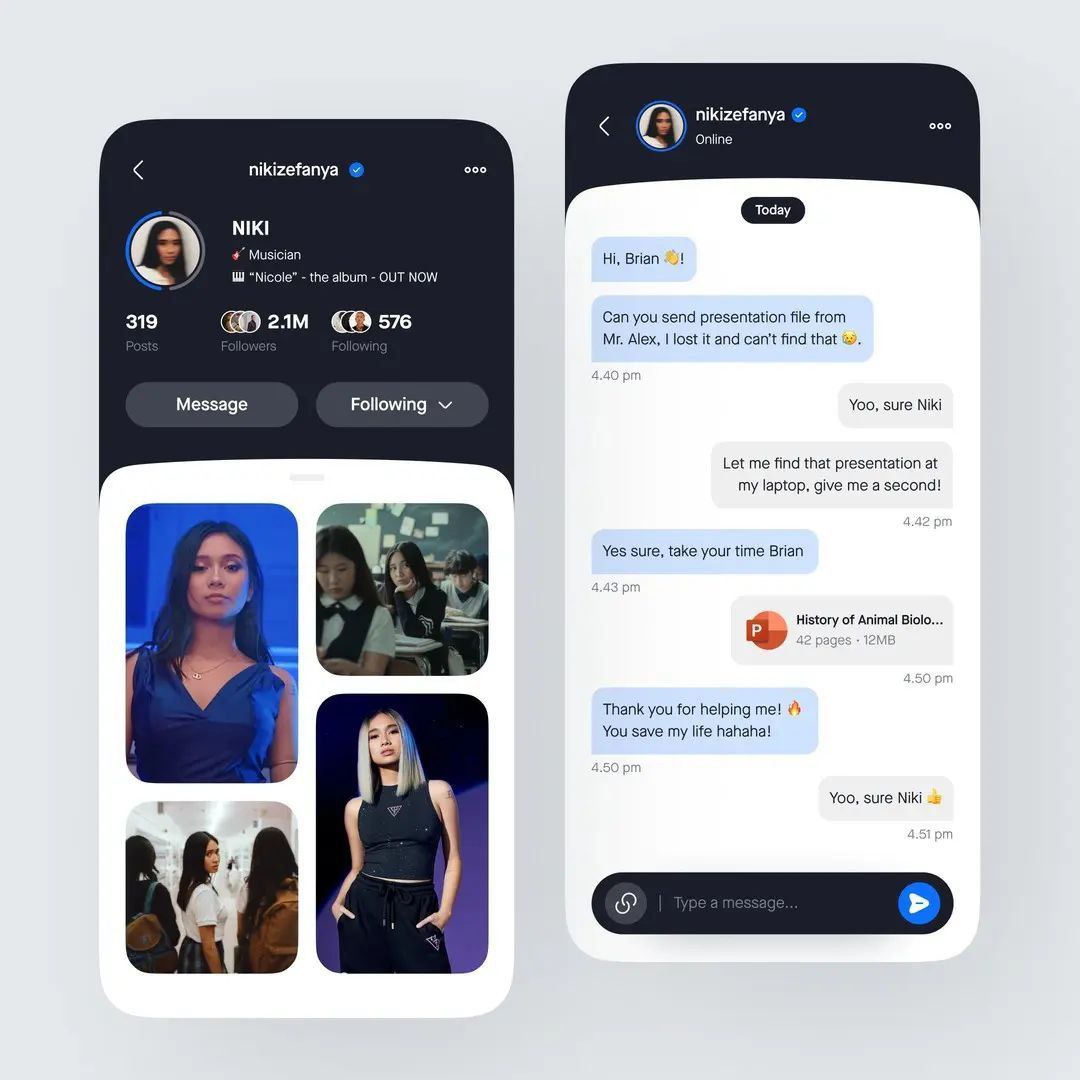 nikizefanya
NIKI
🎸 Musician
🎹 “Nicole” - the album - OUT NOW
319
Posts
2.1M
Followers
576
Following
Message
Following
nikizefanya
Online
Today
Hi, Brian 👋!
Can you send presentation file from
Mr. Alex, I lost it and can’t find that 😥.
4.40 pm
Yoo, sure Niki
Let me find that presentation at
my laptop, give me a second!
4.42 pm
Yes sure, take your time Brian
4.43 pm
P
History of Animal Biolo...
42 pages · 12MB
4.50 pm
Thank you for helping me! 🔥
You save my life hahaha!
4.50 pm
Yoo, sure Niki 👍
4.51 pm
Type a message...